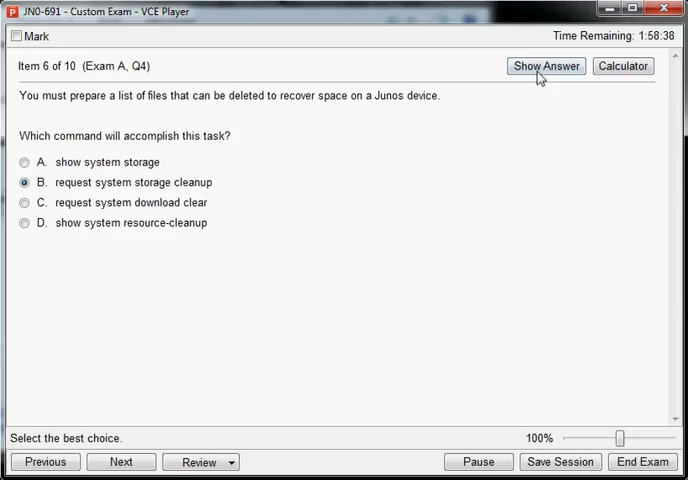 JN0-691 - Custom Exam - VCE Player
Mark
Time Remaining: 1:58:38
Item 6 of 10 (Exam A, Q4)
Show Answer
Calculator
You must prepare a list of files that can be deleted to recover space on a Junos device.
Which command will accomplish this task?
A. show system storage
B. request system storage cleanup
C. request system download clear
D. show system resource-cleanup
Select the best choice.
100%
Previous
Next
Review
Pause
Save Session
End Exam